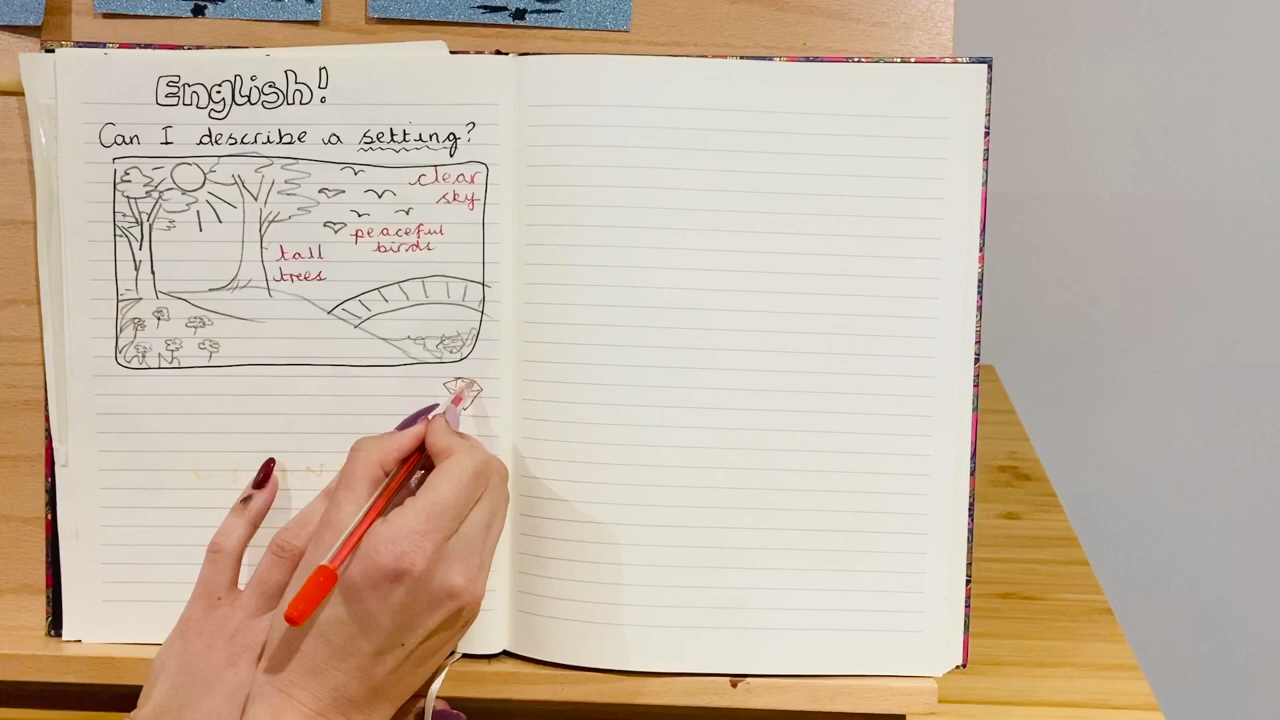 English!
Can I describe a setting?
clear
sky
peaceful
birds
tall
trees